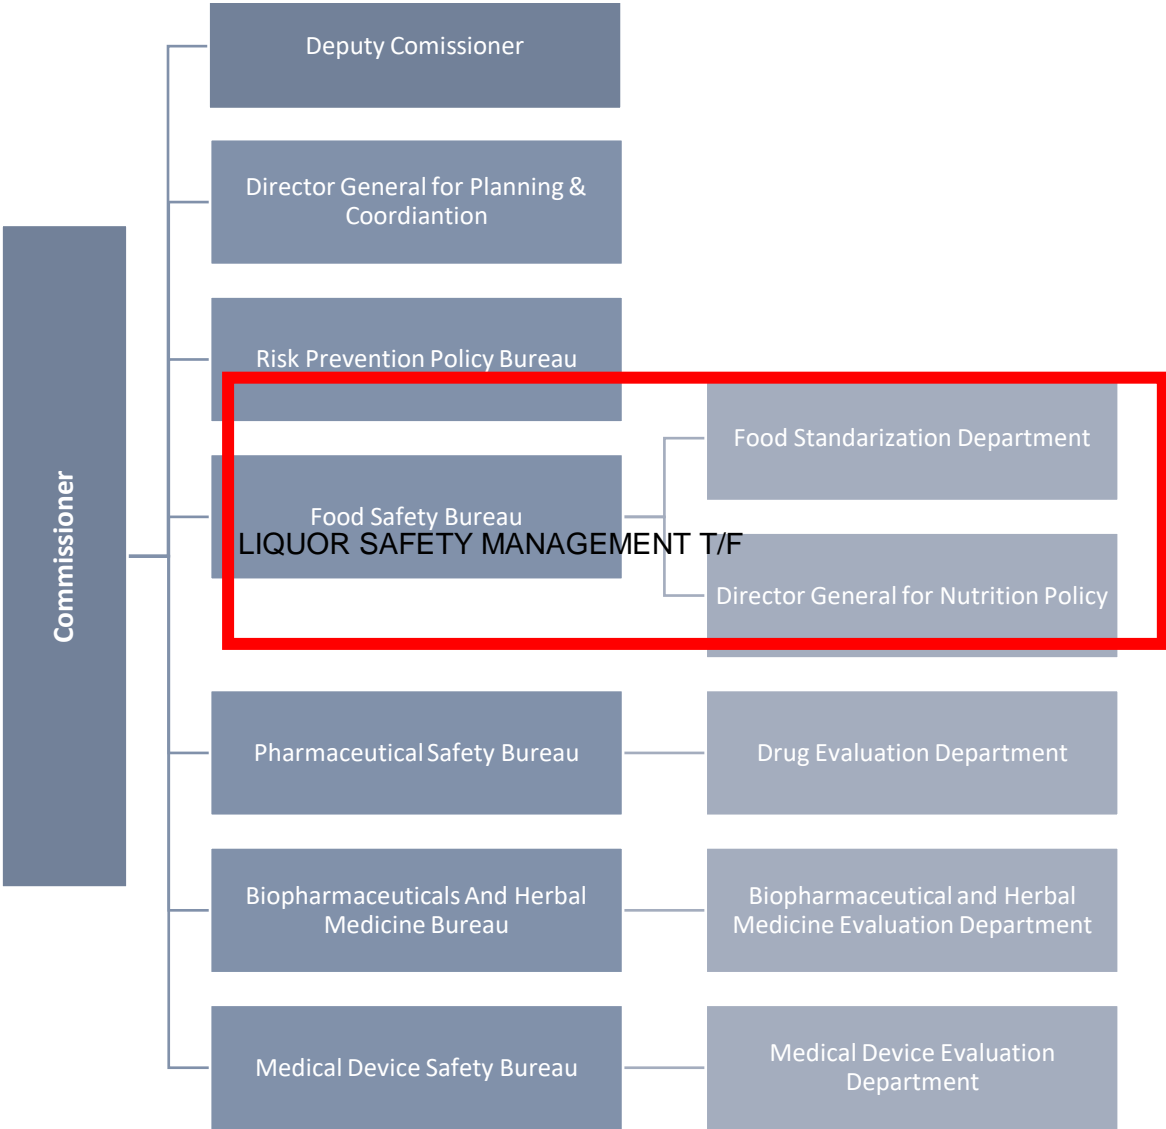 Deputy Comissioner
Director General for Planning &
Coordiantion
Risk Prevention Policy Bureau
Commissioner
Food Safety Bureau
LIQUOR SAFETY MANAGEMENT T/F
Food Standarization Department
Director General for Nutrition Policy
Pharmaceutical Safety Bureau
Drug Evaluation Department
Biopharmaceuticals And Herbal
Medicine Bureau
Biopharmaceutical and Herbal
Medicine Evaluation Department
Medical Device Safety Bureau
Medical Device Evaluation
Department